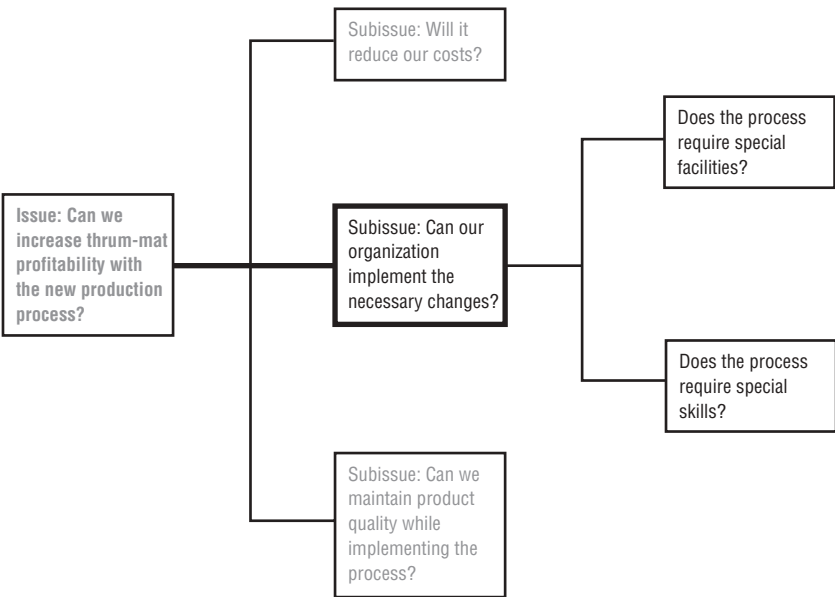 Subissue: Will it
reduce our costs?
Does the process
require special
facilities?
Issue: Can we
increase thrum-mat
profitability with
the new production
process?
Subissue: Can our
organization
implement the
necessary changes?
Does the process
require special
skills?
Subissue: Can we
maintain product
quality while
implementing the
process?